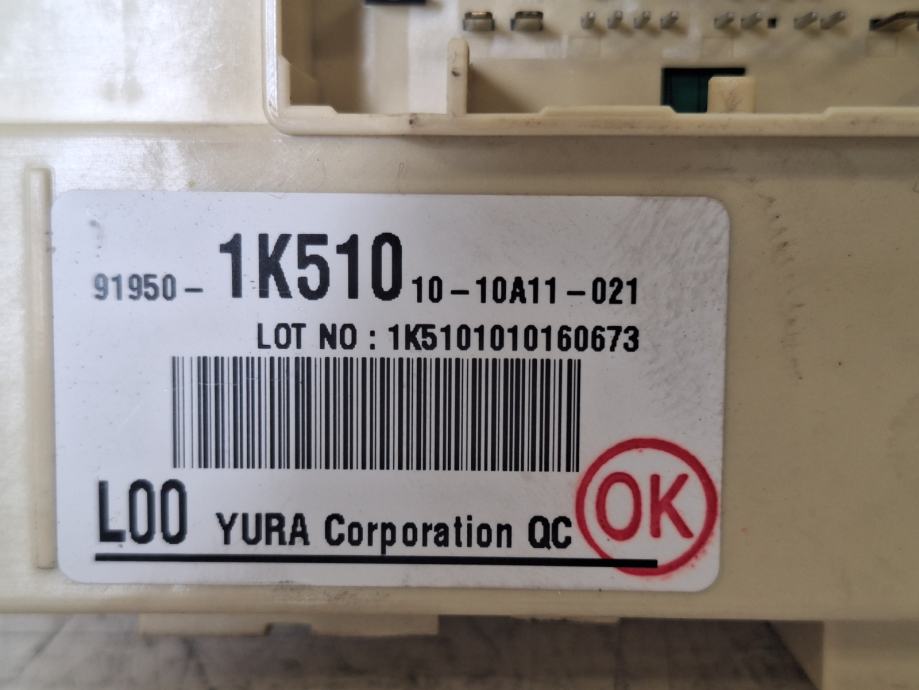 91950-1K510 10-10A11-021
LOT NO : 1K5101010160673
L00 YURA Corporation QC OK